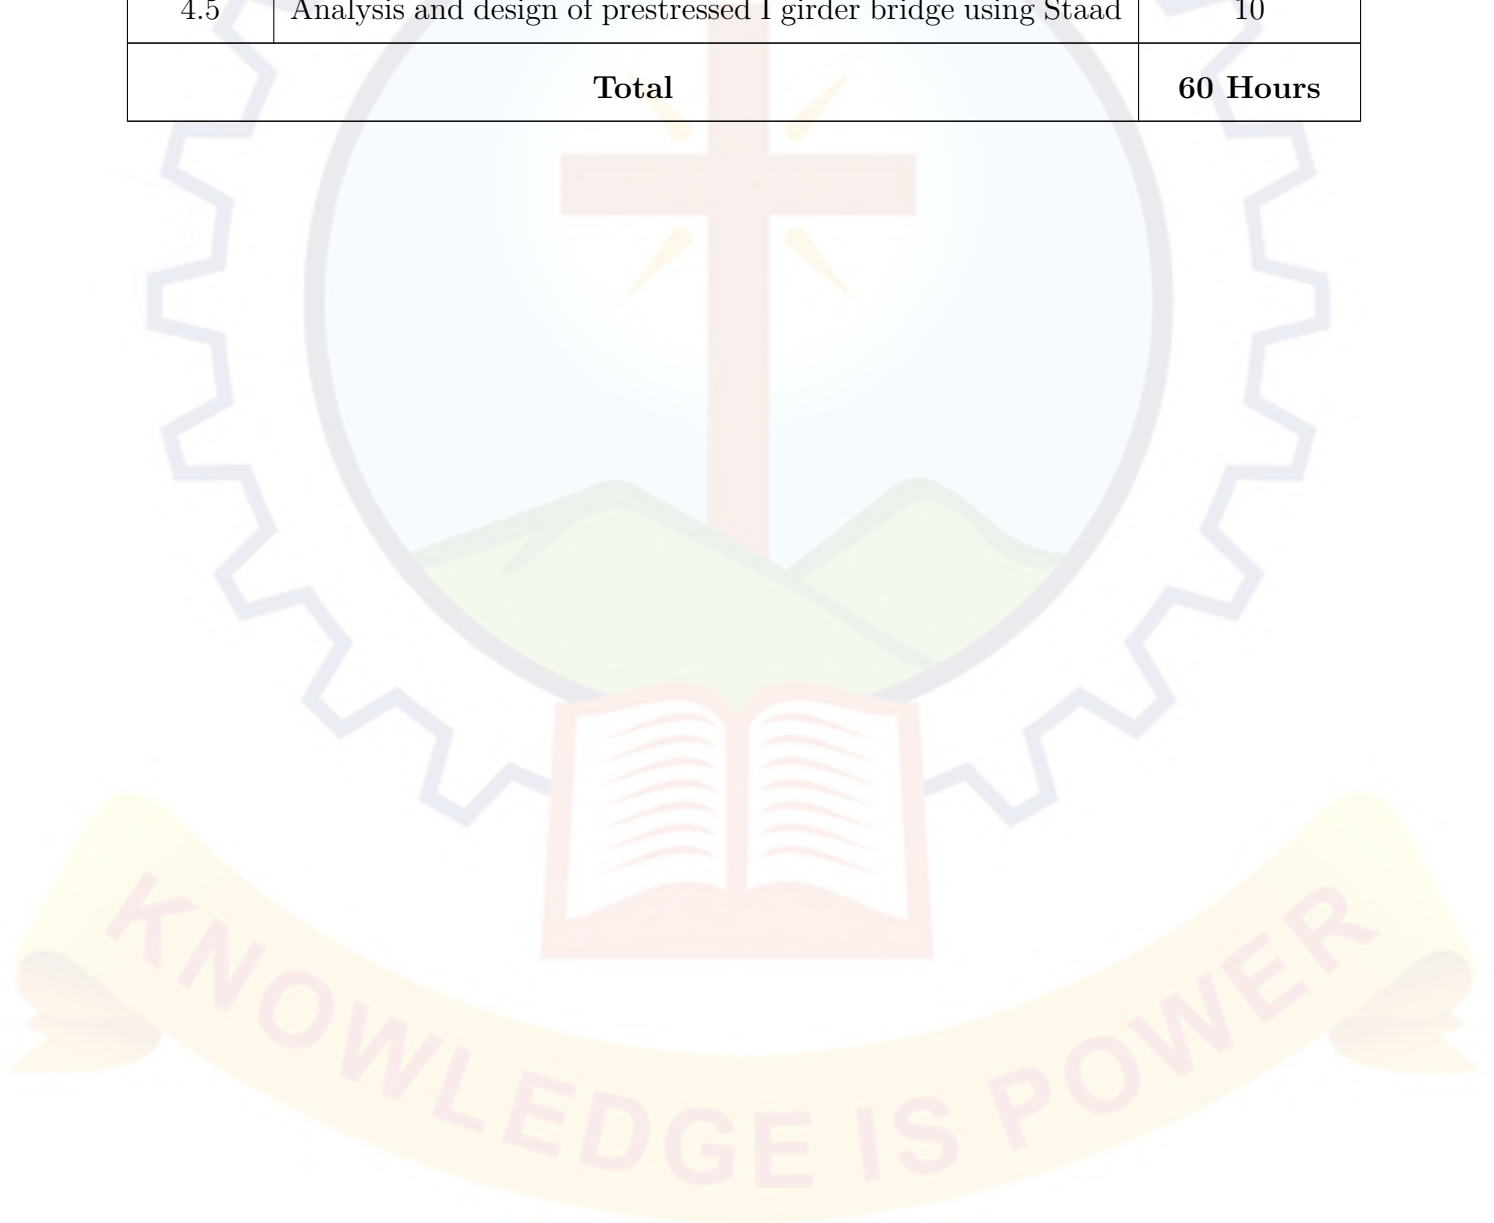 4.5 Analysis and design of prestressed I girder bridge using Staad 10
Total 60 Hours
KNOWLEDGE IS POWER